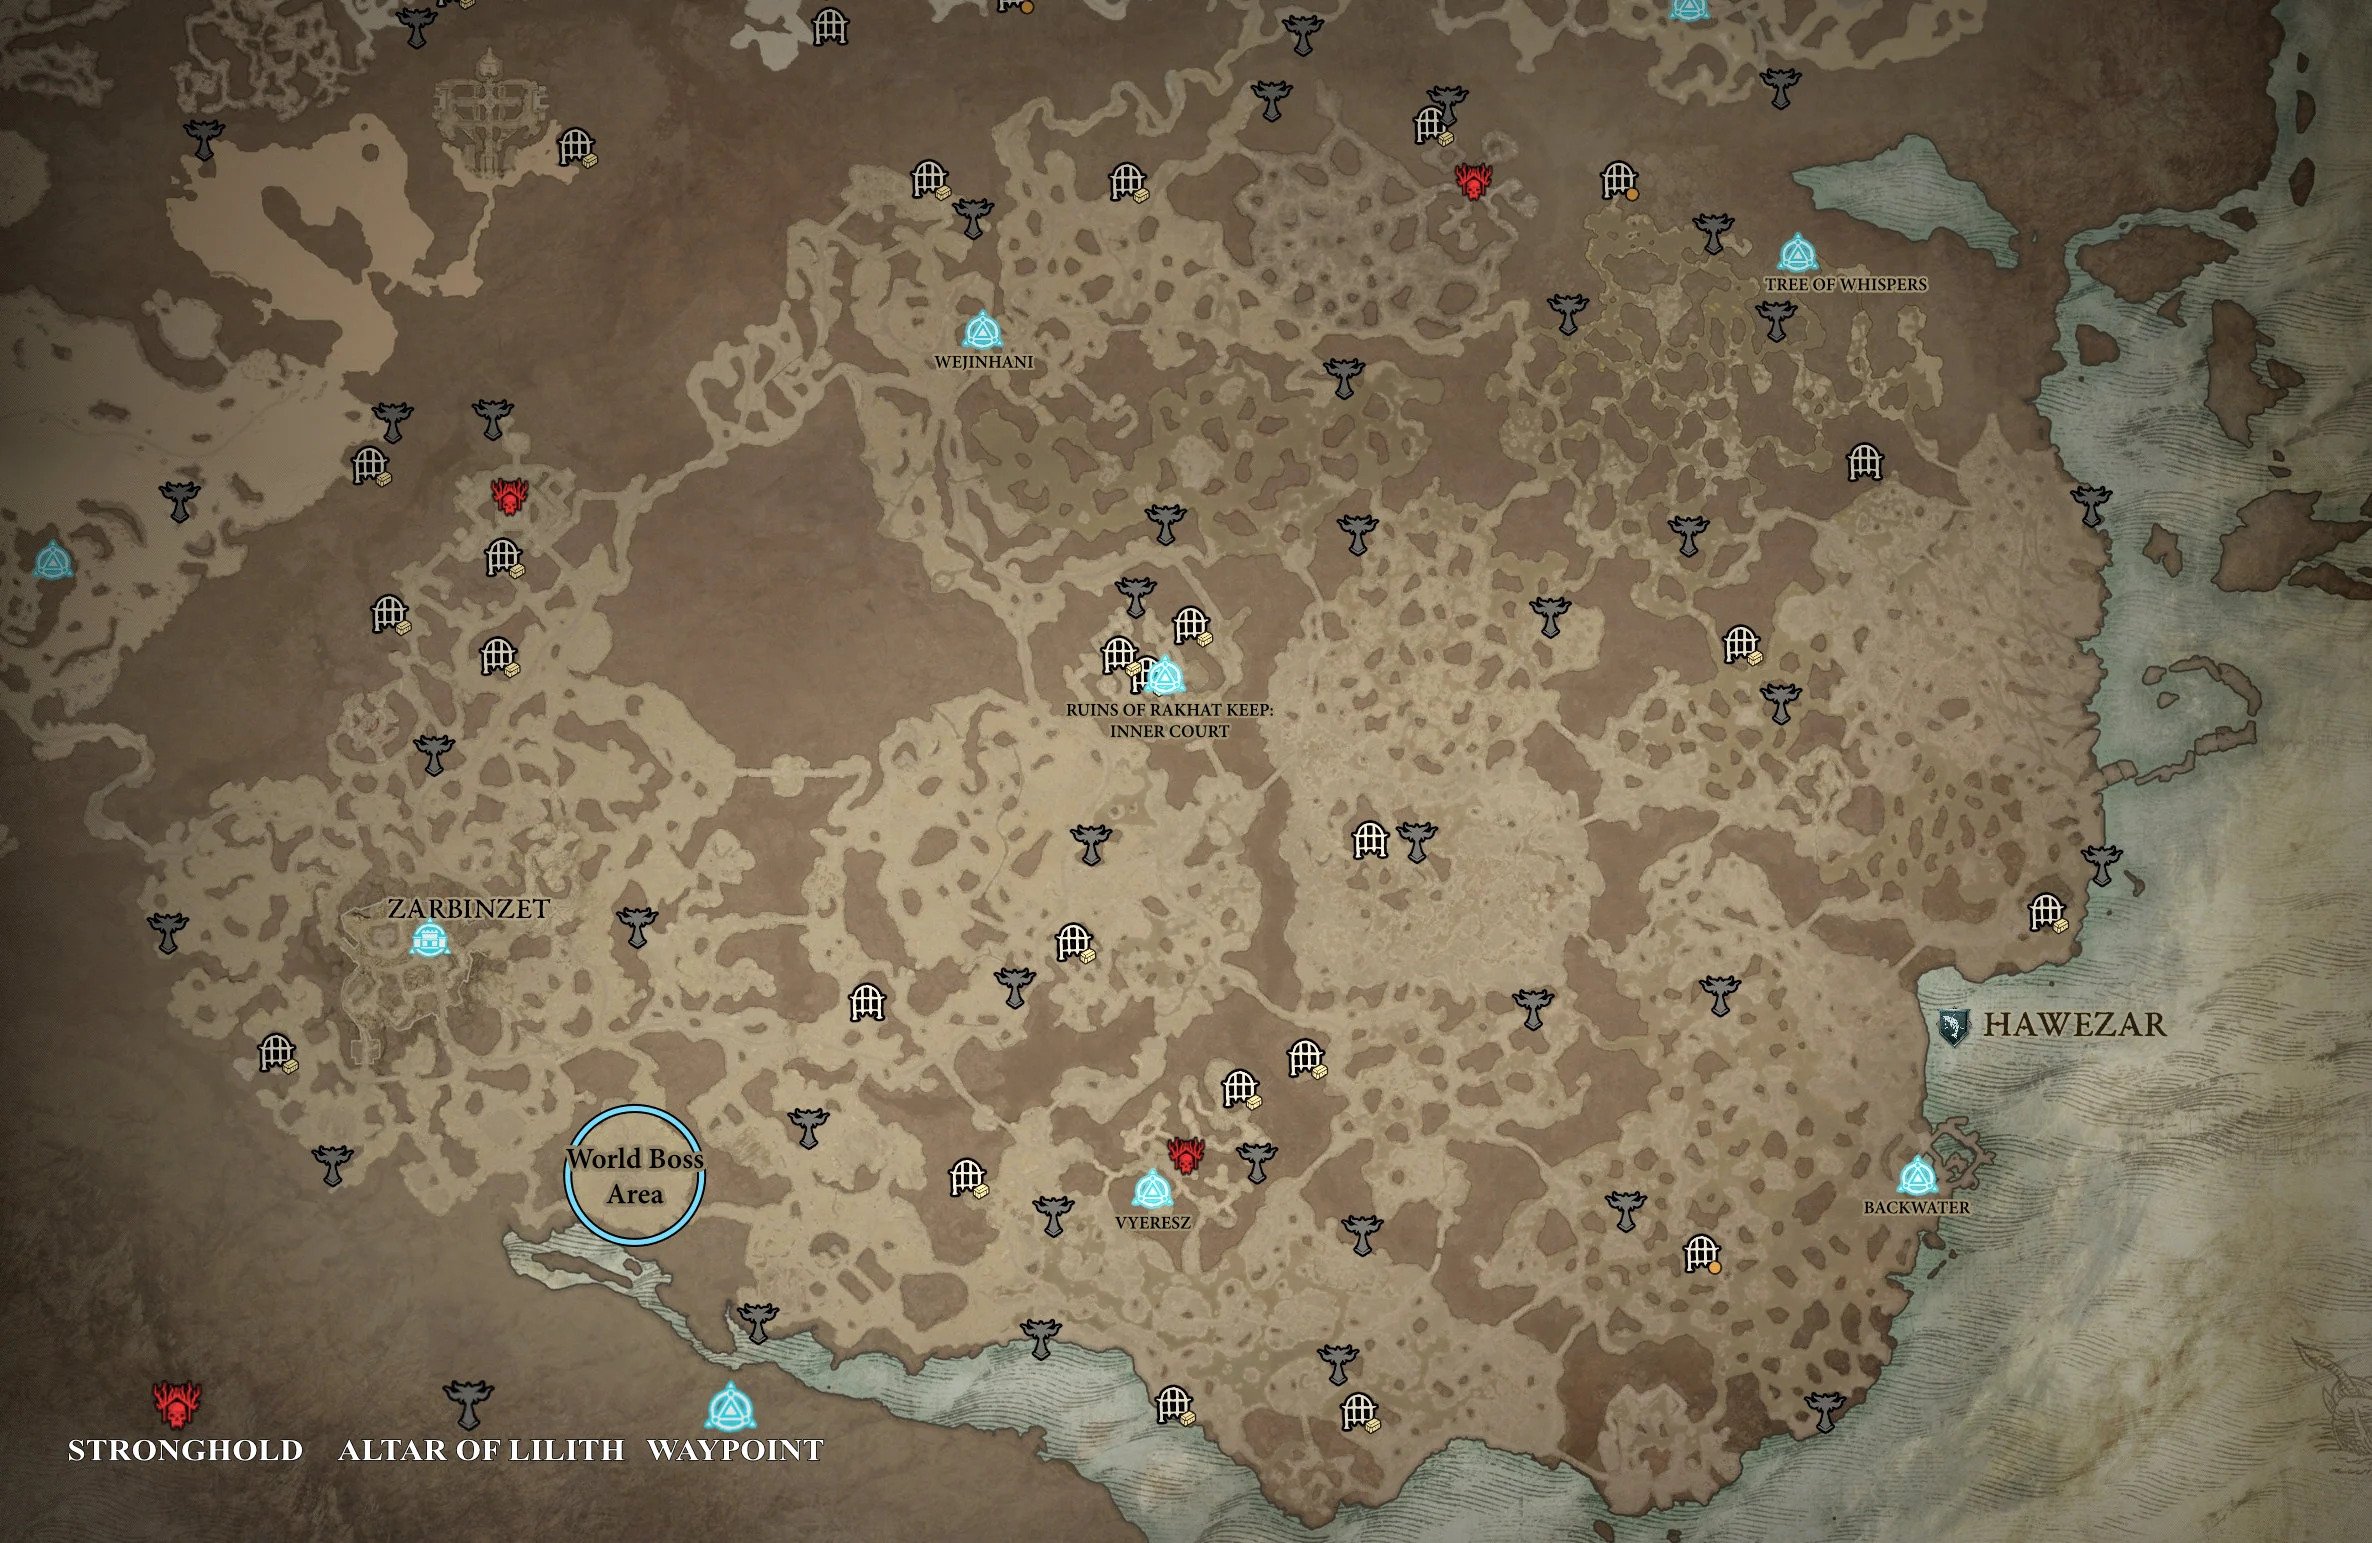 TREE OF WHISPERS
WEJINHANI
RUINS OF RAKHAT KEEP:
INNER COURT
ZARBINZET
HAWEZAR
World Boss
Area
VYERESZ
BACKWATER
STRONGHOLD
ALTAR OF LILITH
WAYPOINT